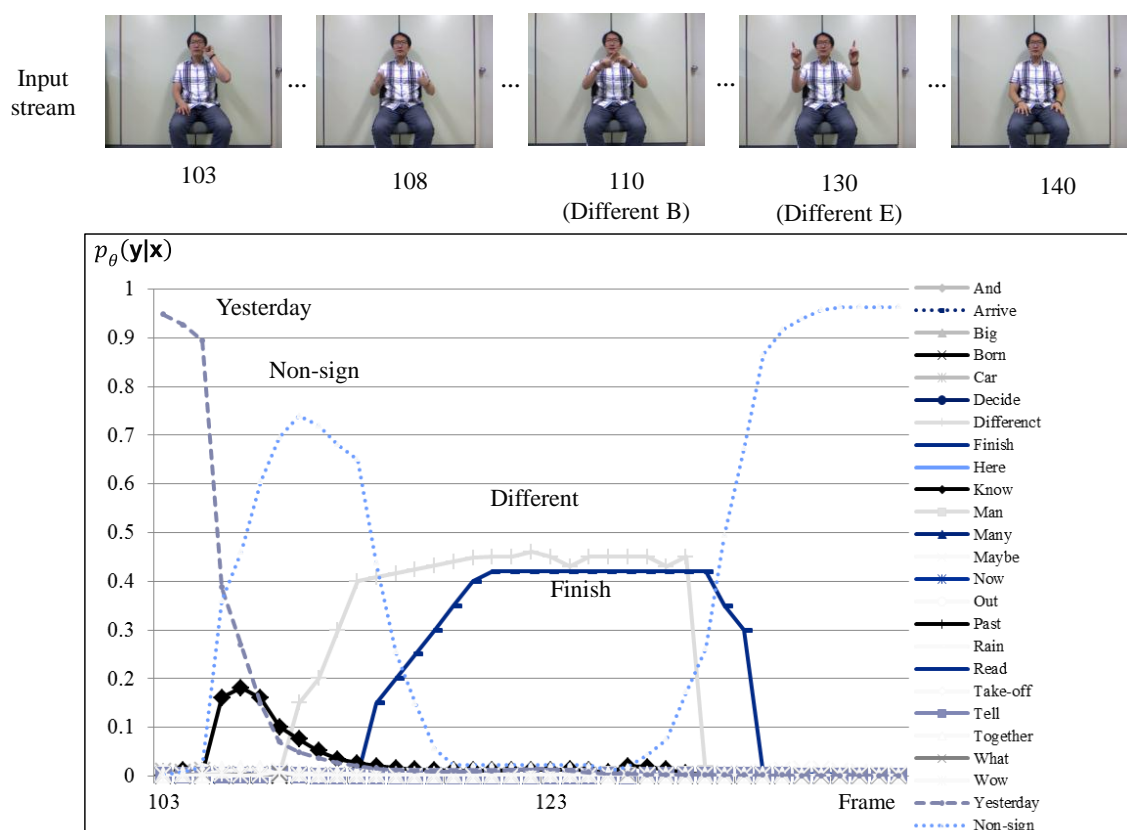 Input
stream
... ... ... ...
103 108 110 130 140
(Different B) (Different E)
pθ(y|x)
1
0.9
0.8
0.7
0.6
0.5
0.4
0.3
0.2
0.1
0
Yesterday
Non-sign
Different
Finish
103 123 Frame
And
Arrive
Big
Born
Car
Decide
Differenct
Finish
Here
Know
Man
Many
Maybe
Now
Out
Past
Rain
Read
Take-off
Tell
Together
What
Wow
Yesterday
Non-sign